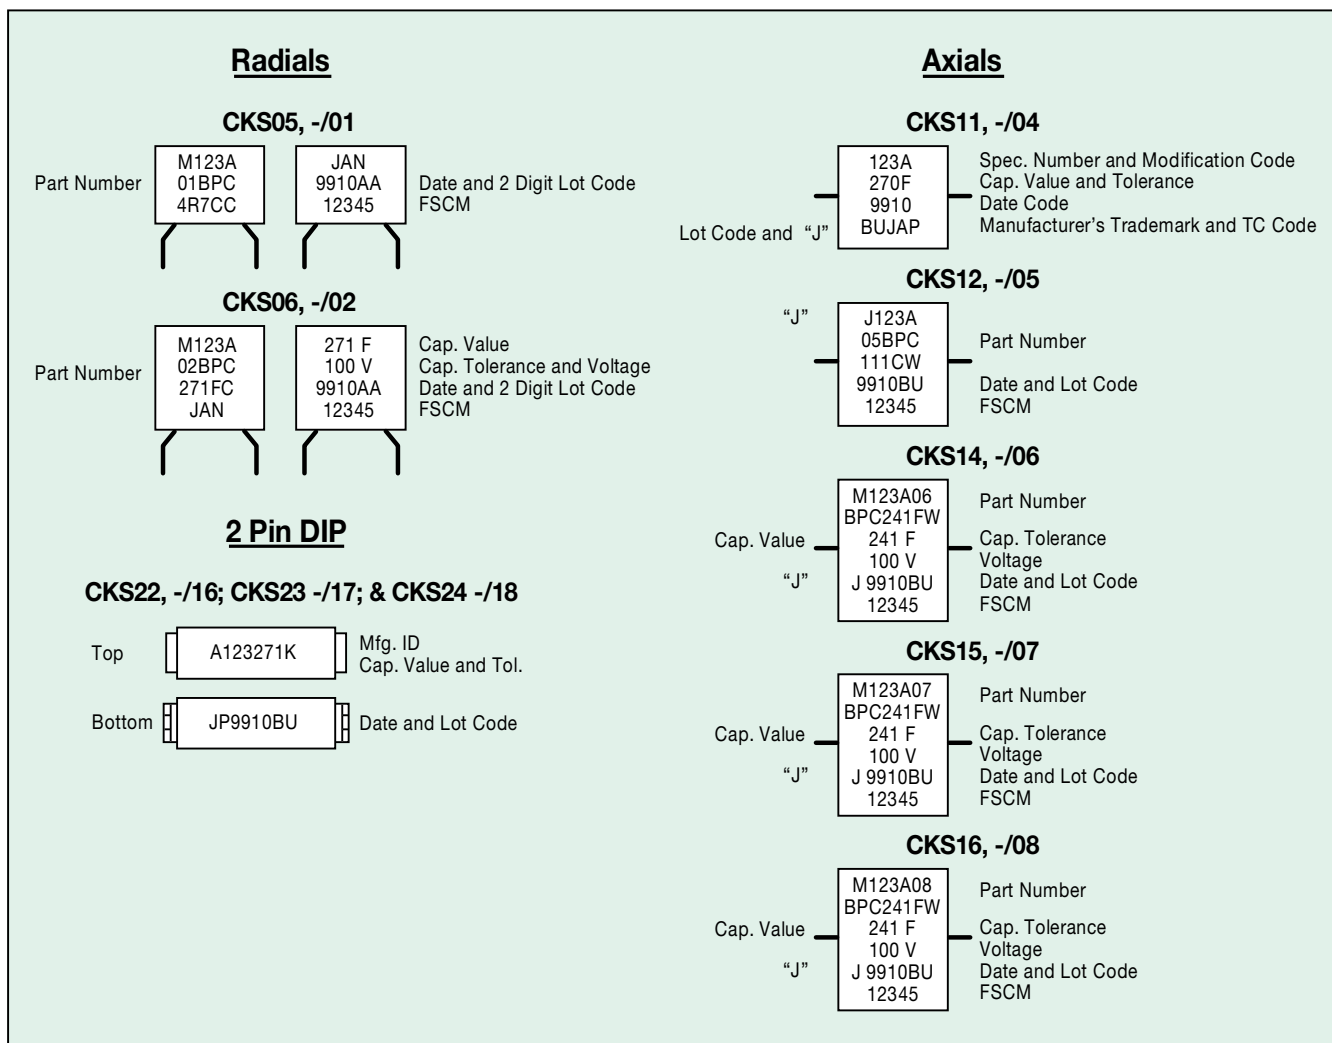 Radials
CKS05, -/01
Part Number
M123A
01BPC
4R7CC
JAN
9910AA
12345
Date and 2 Digit Lot Code
FSCM
CKS06, -/02
Part Number
M123A
02BPC
271FC
JAN
271 F
100 V
9910AA
12345
Cap. Value
Cap. Tolerance and Voltage
Date and 2 Digit Lot Code
FSCM
2 Pin DIP
CKS22, -/16; CKS23 -/17; & CKS24 -/18
Top
A123271K
Mfg. ID
Cap. Value and Tol.
Bottom
JP9910BU
Date and Lot Code
Axials
CKS11, -/04
Lot Code and “J”
123A
270F
9910
BUJAP
Spec. Number and Modification Code
Cap. Value and Tolerance
Date Code
Manufacturer’s Trademark and TC Code
CKS12, -/05
“J”
J123A
05BPC
111CW
9910BU
12345
Part Number
Date and Lot Code
FSCM
CKS14, -/06
Cap. Value
“J”
M123A06
BPC241FW
241 F
100 V
J 9910BU
12345
Part Number
Cap. Tolerance
Voltage
Date and Lot Code
FSCM
CKS15, -/07
Cap. Value
“J”
M123A07
BPC241FW
241 F
100 V
J 9910BU
12345
Part Number
Cap. Tolerance
Voltage
Date and Lot Code
FSCM
CKS16, -/08
Cap. Value
“J”
M123A08
BPC241FW
241 F
100 V
J 9910BU
12345
Part Number
Cap. Tolerance
Voltage
Date and Lot Code
FSCM